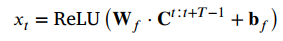 x_t = ReLU (W_f · C^{t:t+T−1} + b_f)